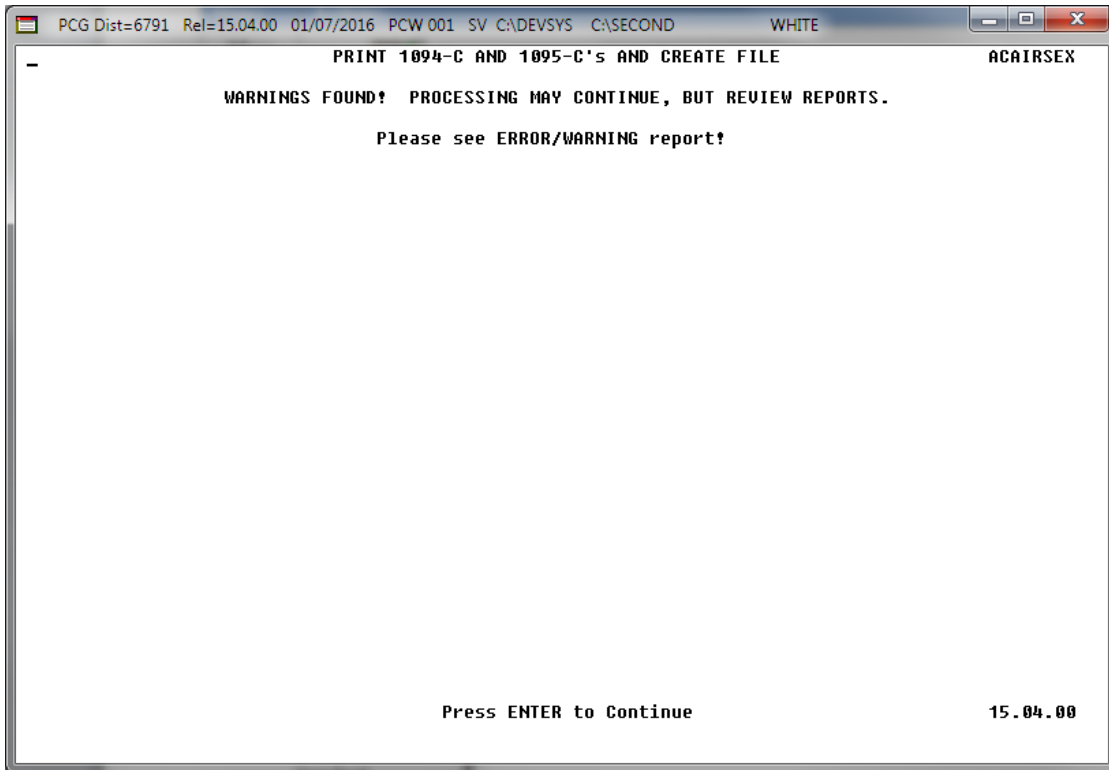 PCG Dist=6791 Rel=15.04.00 01/07/2016 PCW 001 SV C:\DEVSYS C:\SECOND WHITE
PRINT 1094-C AND 1095-C's AND CREATE FILE ACAIRSEX
WARNINGS FOUND! PROCESSING MAY CONTINUE, BUT REVIEW REPORTS.
Please see ERROR/WARNING report!
Press ENTER to Continue 15.04.00